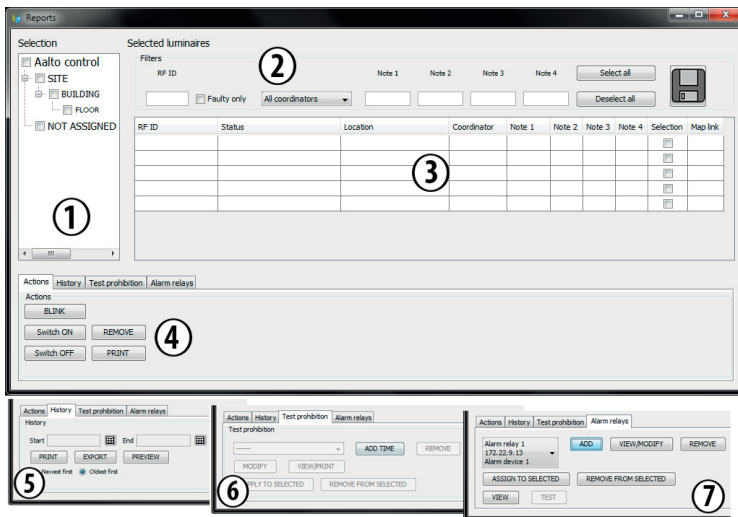 Reports
Selection
Aalto control
SITE
BUILDING
FLOOR
NOT ASSIGNED
1
Selected luminaires
Filters
RF ID
2
Note 1 Note 2 Note 3 Note 4
Select all
Faulty only
All coordinators
Deselect all
RF ID Status Location Coordinator Note 1 Note 2 Note 3 Note 4 Selection Map link
3
Actions History Test prohibition Alarm relays
Actions
BLINK
Switch ON REMOVE
Switch OFF PRINT
4
Actions History Test prohibition Alarm relays
History
Start End
PRINT EXPORT PREVIEW
Newest first Oldest first
5
Actions History Test prohibition Alarm relays
Test prohibition
------ ADD TIME REMOVE
MODIFY VIEW/PRINT
PPLY TO SELECTED REMOVE FROM SELECTED
6
Actions History Test prohibition Alarm relays
Alarm relay 1
172.22.9.13
Alarm device 1
ADD VIEW/MODIFY REMOVE
ASSIGN TO SELECTED REMOVE FROM SELECTED
VIEW TEST
7